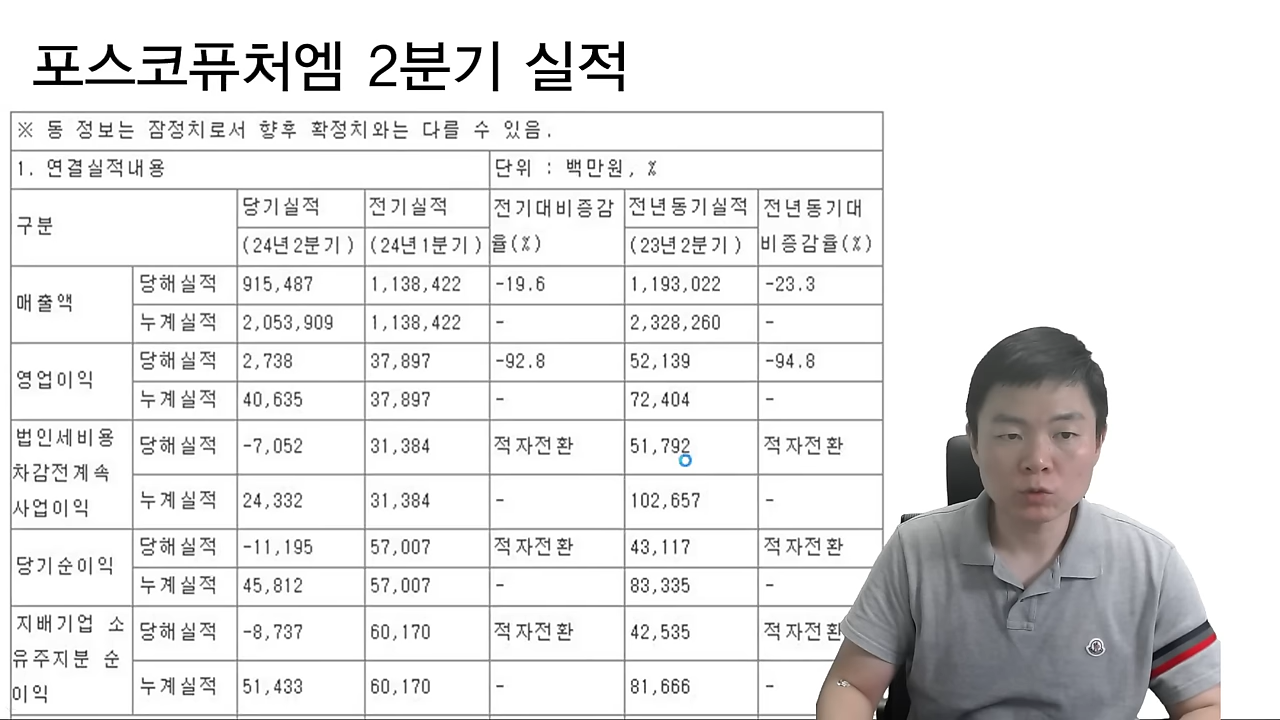 포스코퓨처엠 2분기 실적
※ 동 정보는 잠정치로서 향후 확정치와는 다를 수 있음.
1. 연결실적내용 단위 : 백만원, %
구분 당기실적 전기실적 전기대비증감율(%) 전년동기실적 전년동기대비증감율(%)
(24년2분기) (24년1분기) (23년2분기)
매출액 당해실적 915,487 1,138,422 -19.6 1,193,022 -23.3
누계실적 2,053,909 1,138,422 - 2,328,260 -
영업이익 당해실적 2,738 37,897 -92.8 52,139 -94.8
누계실적 40,635 37,897 - 72,404 -
법인세비용차감전계속사업이익 당해실적 -7,052 31,384 적자전환 51,792 적자전환
누계실적 24,332 31,384 - 102,657 -
당기순이익 당해실적 -11,195 57,007 적자전환 43,117 적자전환
누계실적 45,812 57,007 - 83,335 -
지배기업 소유주지분 순이익 당해실적 -8,737 60,170 적자전환 42,535 적자전환
누계실적 51,433 60,170 - 81,666 -